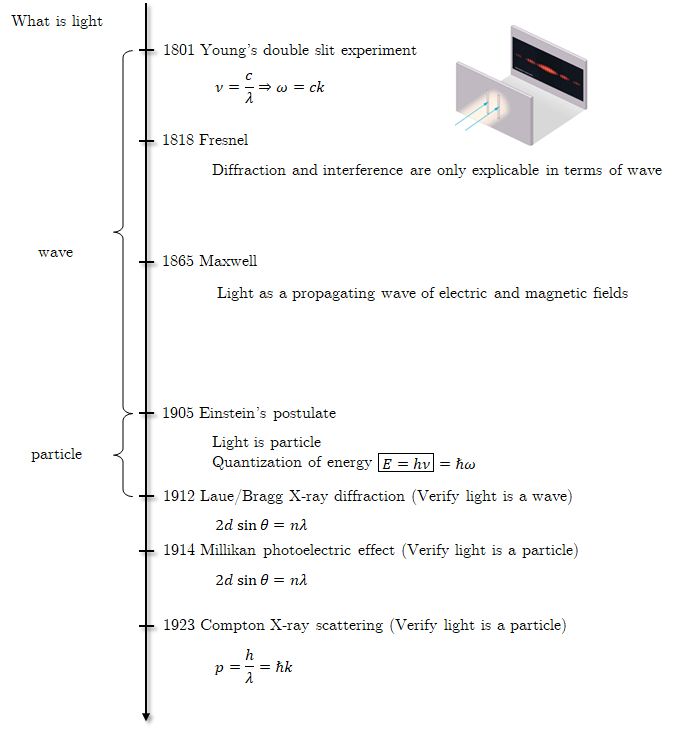 What is light
1801 Young's double slit experiment
ν = c/λ ⇒ ω = ck
1818 Fresnel
Diffraction and interference are only explicable in terms of wave
wave
1865 Maxwell
Light as a propagating wave of electric and magnetic fields
1905 Einstein's postulate
Light is particle
particle
Quantization of energy E = hν = ℏω
1912 Laue/Bragg X-ray diffraction (Verify light is a wave)
2d sin θ = nλ
1914 Millikan photoelectric effect (Verify light is a particle)
2d sin θ = nλ
1923 Compton X-ray scattering (Verify light is a particle)
p = h/λ = ℏk